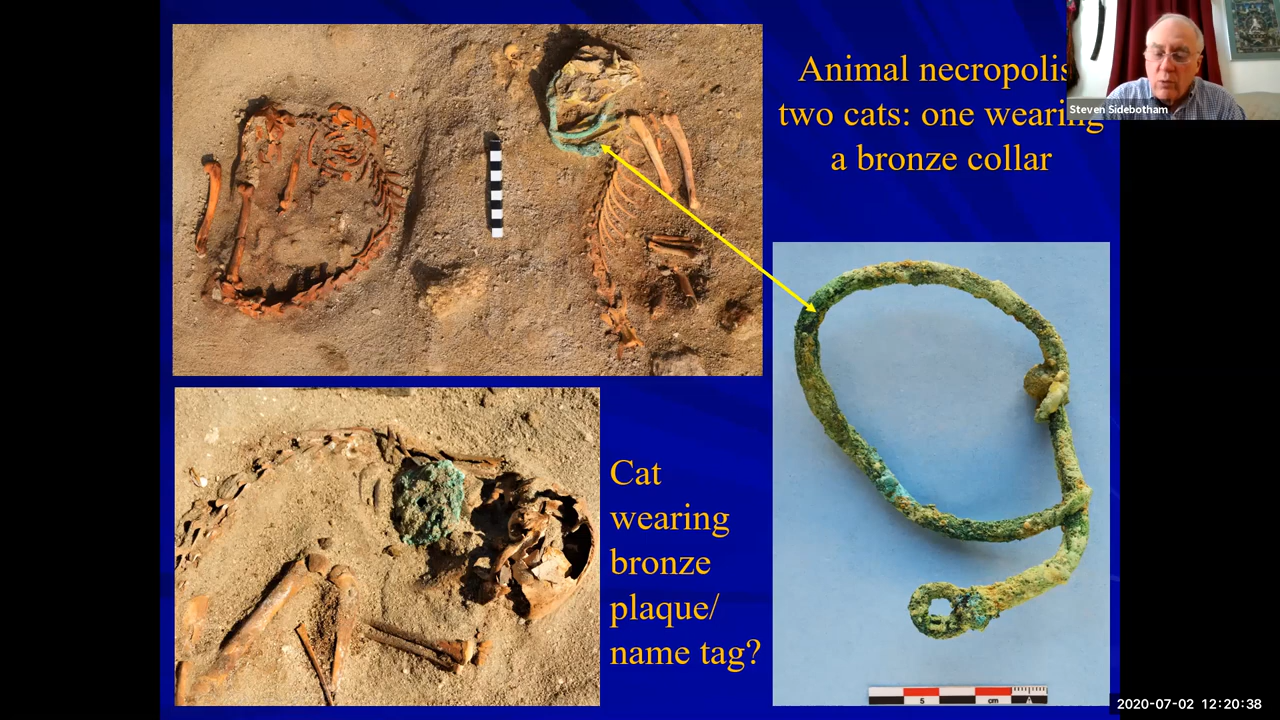 Animal necropolis
two cats: one wearing
a bronze collar
Steven Sidebotham
Cat
wearing
bronze
plaque/
name tag?
5 cm
2020-07-02 12:20:38